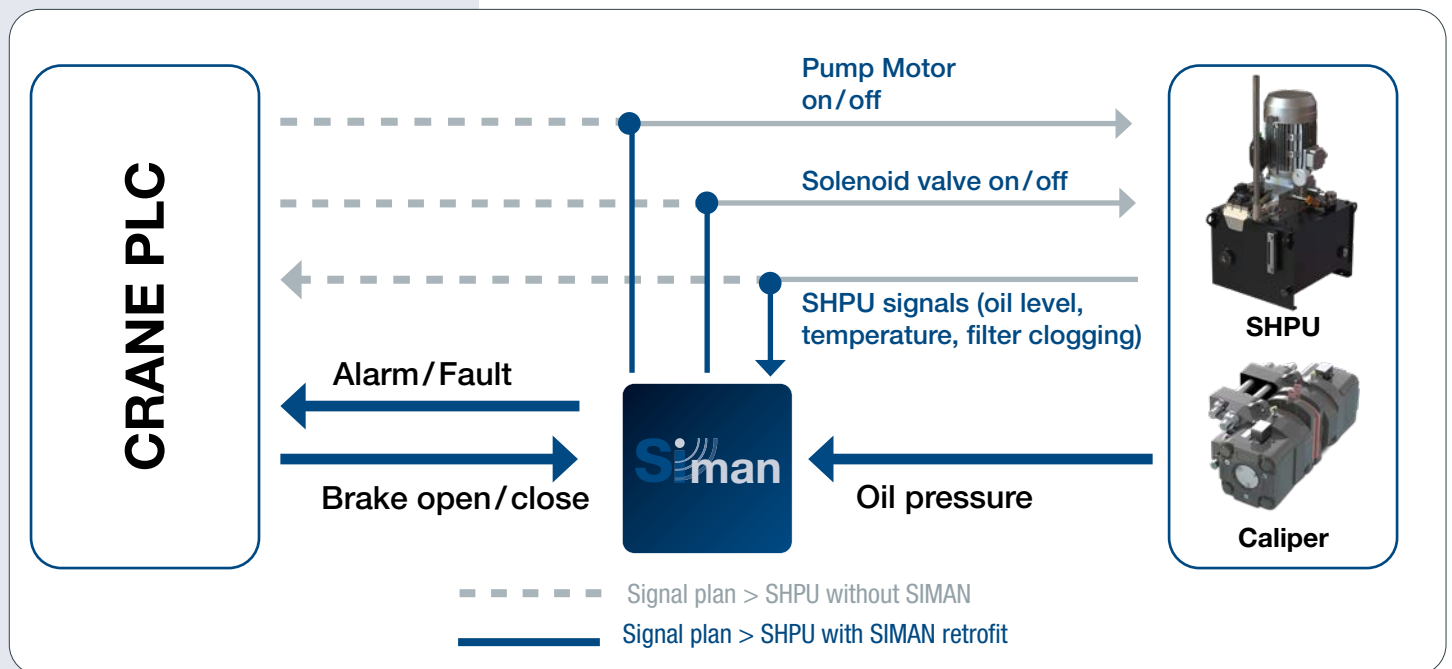 CRANE PLC
Pump Motor
on/off
Solenoid valve on/off
SHPU signals (oil level,
temperature, filter clogging)
SHPU
Alarm/Fault
Siman
Brake open/close
Oil pressure
Caliper
Signal plan > SHPU without SIMAN
Signal plan > SHPU with SIMAN retrofit